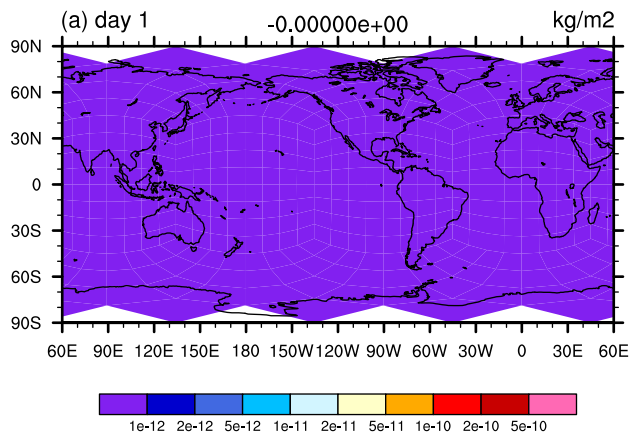 (a) day 1 -0.00000e+00 kg/m2
90N
60N
30N
0
30S
60S
90S
60E 90E 120E 150E 180 150W 120W 90W 60W 30W 0 30E 60E
1e-12 2e-12 5e-12 1e-11 2e-11 5e-11 1e-10 2e-10 5e-10